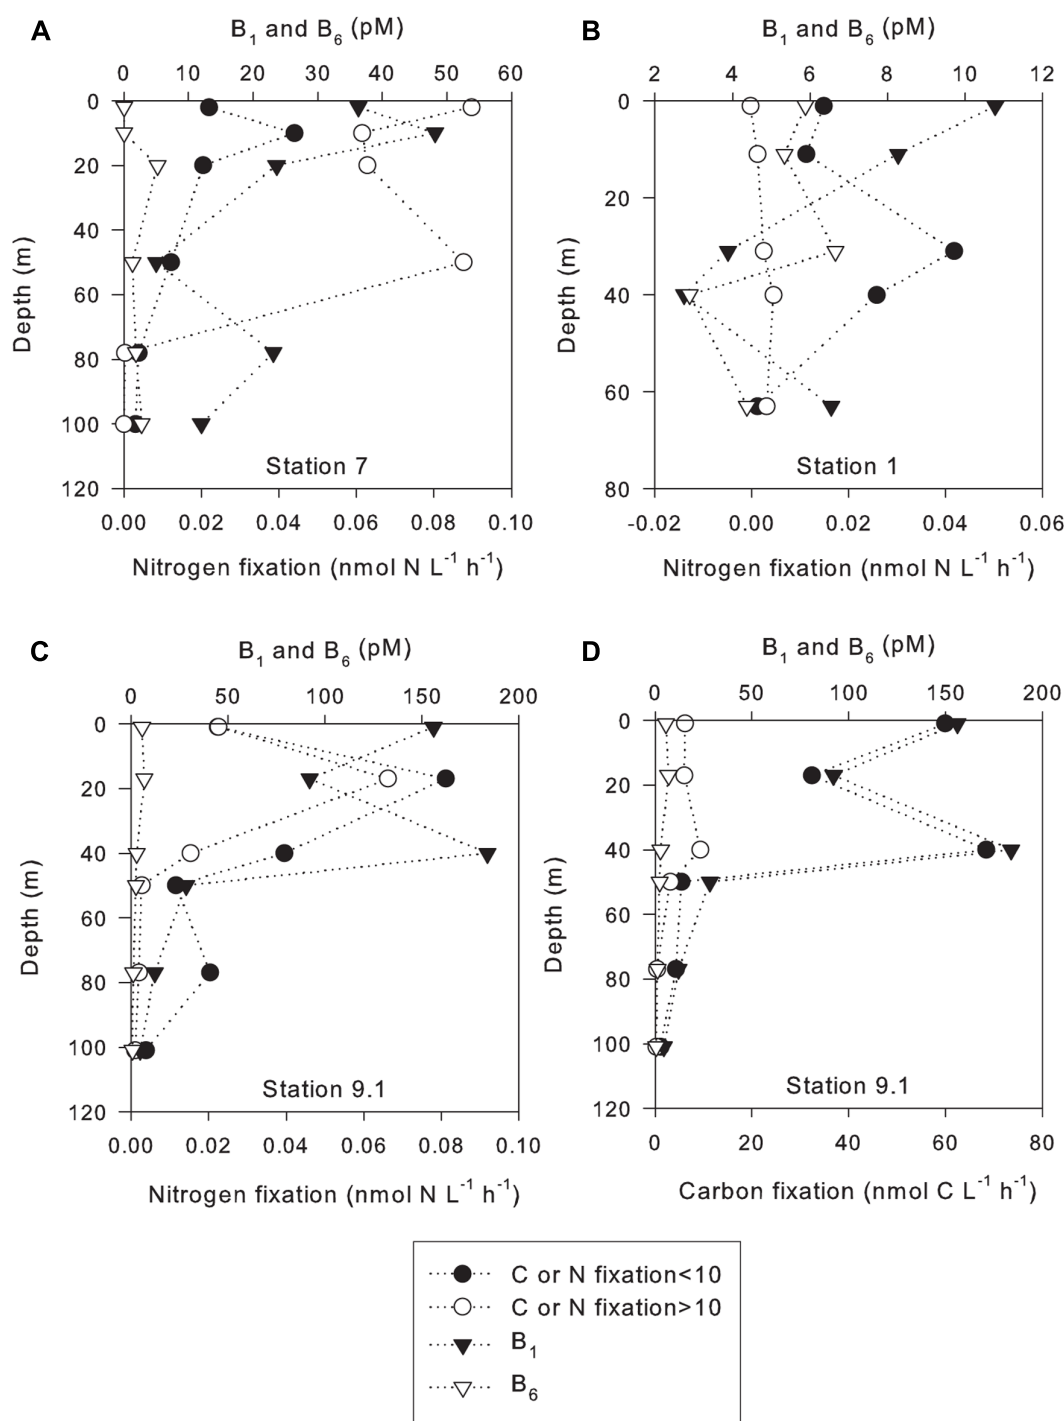 A
B₁ and B₆ (pM)
0 10 20 30 40 50 60
0
20
40
60
80
100
120
Depth (m)
Station 7
0.00 0.02 0.04 0.06 0.08 0.10
Nitrogen fixation (nmol N L⁻¹ h⁻¹)
B
B₁ and B₆ (pM)
2 4 6 8 10 12
0
20
40
60
80
Depth (m)
Station 1
-0.02 0.00 0.02 0.04 0.06
Nitrogen fixation (nmol N L⁻¹ h⁻¹)
C
B₁ and B₆ (pM)
0 50 100 150 200
0
20
40
60
80
100
120
Depth (m)
Station 9.1
0.00 0.02 0.04 0.06 0.08 0.10
Nitrogen fixation (nmol N L⁻¹ h⁻¹)
D
B₁ and B₆ (pM)
0 50 100 150 200
0
20
40
60
80
100
120
Depth (m)
Station 9.1
0 20 40 60 80
Carbon fixation (nmol C L⁻¹ h⁻¹)
C or N fixation<10
C or N fixation>10
B₁
B₆